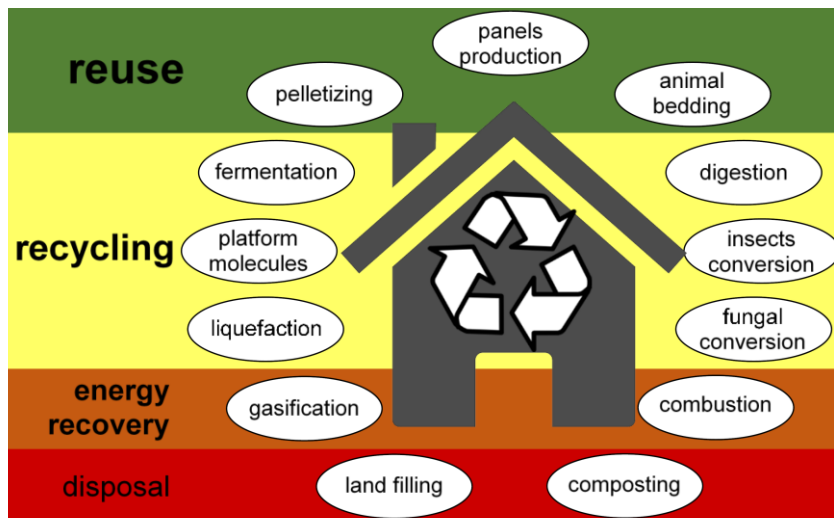 reuse
panels
production
pelletizing
animal
bedding
recycling
fermentation
digestion
platform
molecules
insects
conversion
liquefaction
fungal
conversion
energy
recovery
gasification
combustion
disposal
land filling
composting